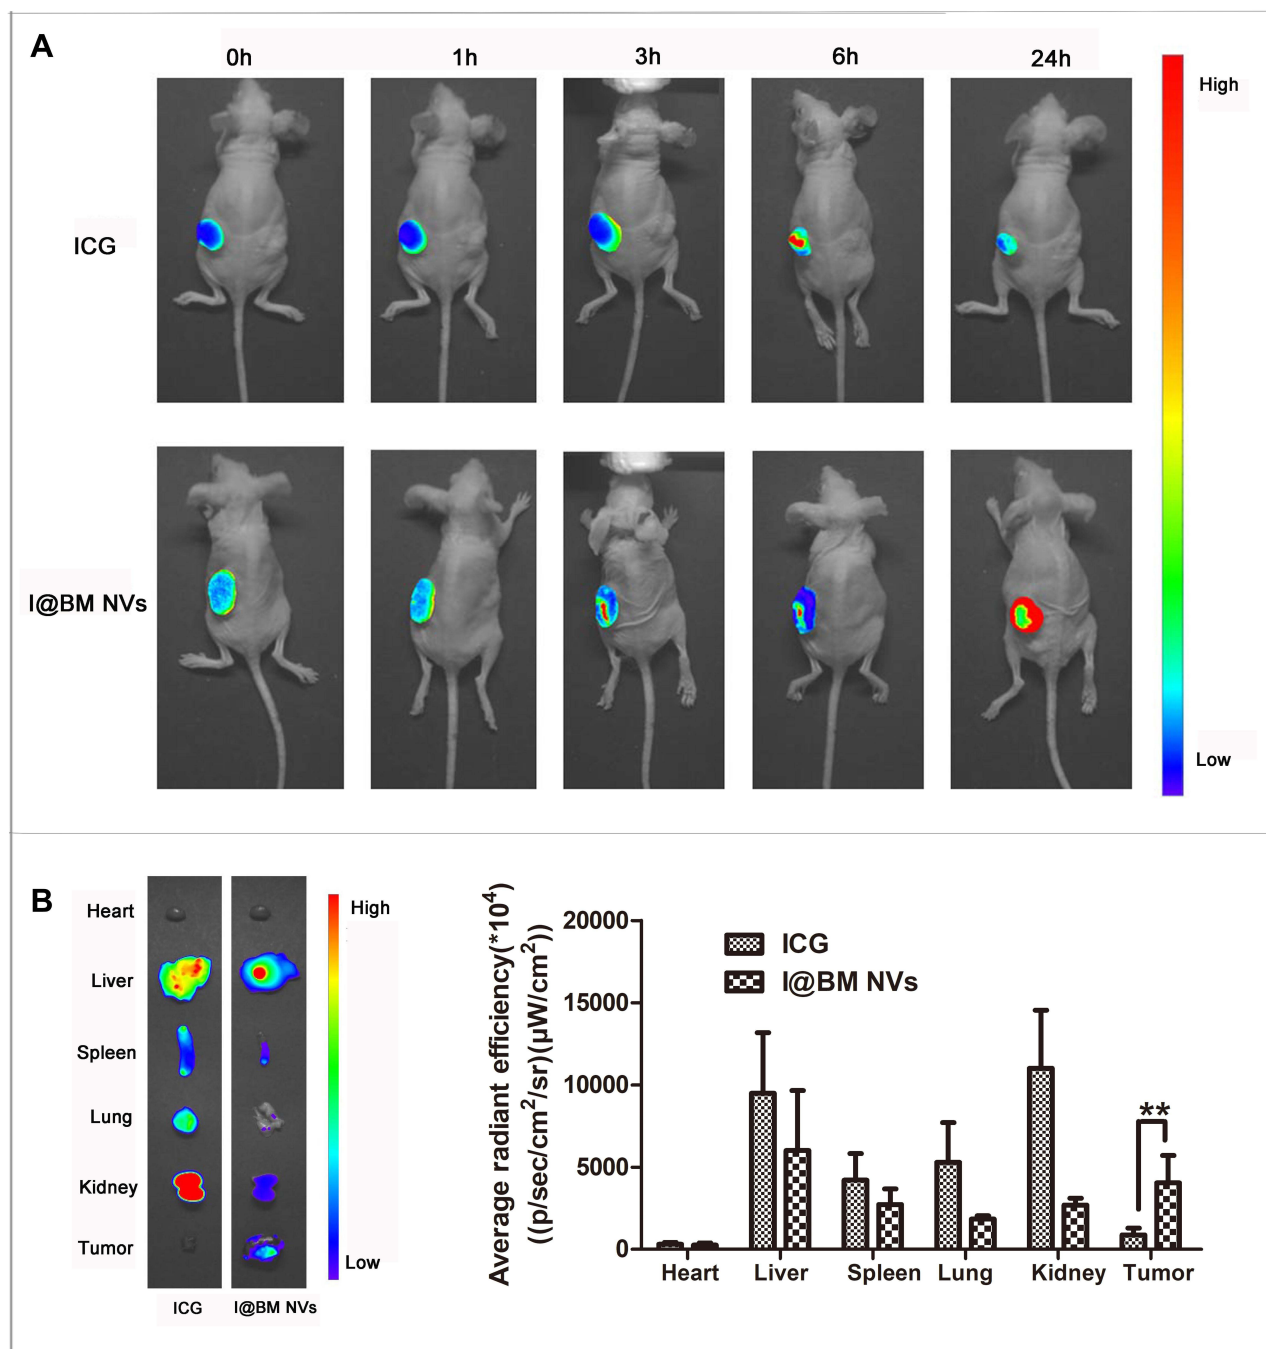 A
0h 1h 3h 6h 24h
High
ICG
I@BM NVs
Low
B
Heart
Liver
Spleen
Lung
Kidney
Tumor
High
Low
ICG I@BM NVs
Average radiant efficiency(*10⁴)
((p/sec/cm²/sr)(μW/cm²))
20000
15000
10000
5000
0
ICG
I@BM NVs
**
Heart Liver Spleen Lung Kidney Tumor